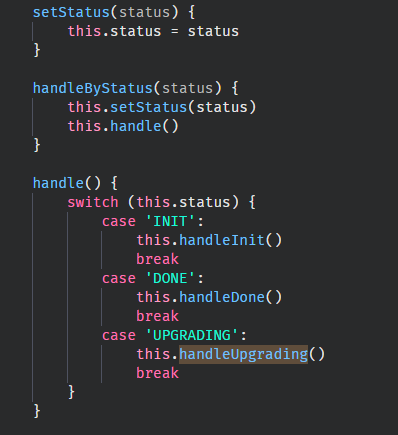 setStatus(status) {
    this.status = status
}
handleByStatus(status) {
    this.setStatus(status)
    this.handle()
}
handle() {
    switch (this.status) {
        case 'INIT':
            this.handleInit()
            break
        case 'DONE':
            this.handleDone()
            break
        case 'UPGRADING':
            this.handleUpgrading()
            break
    }
}